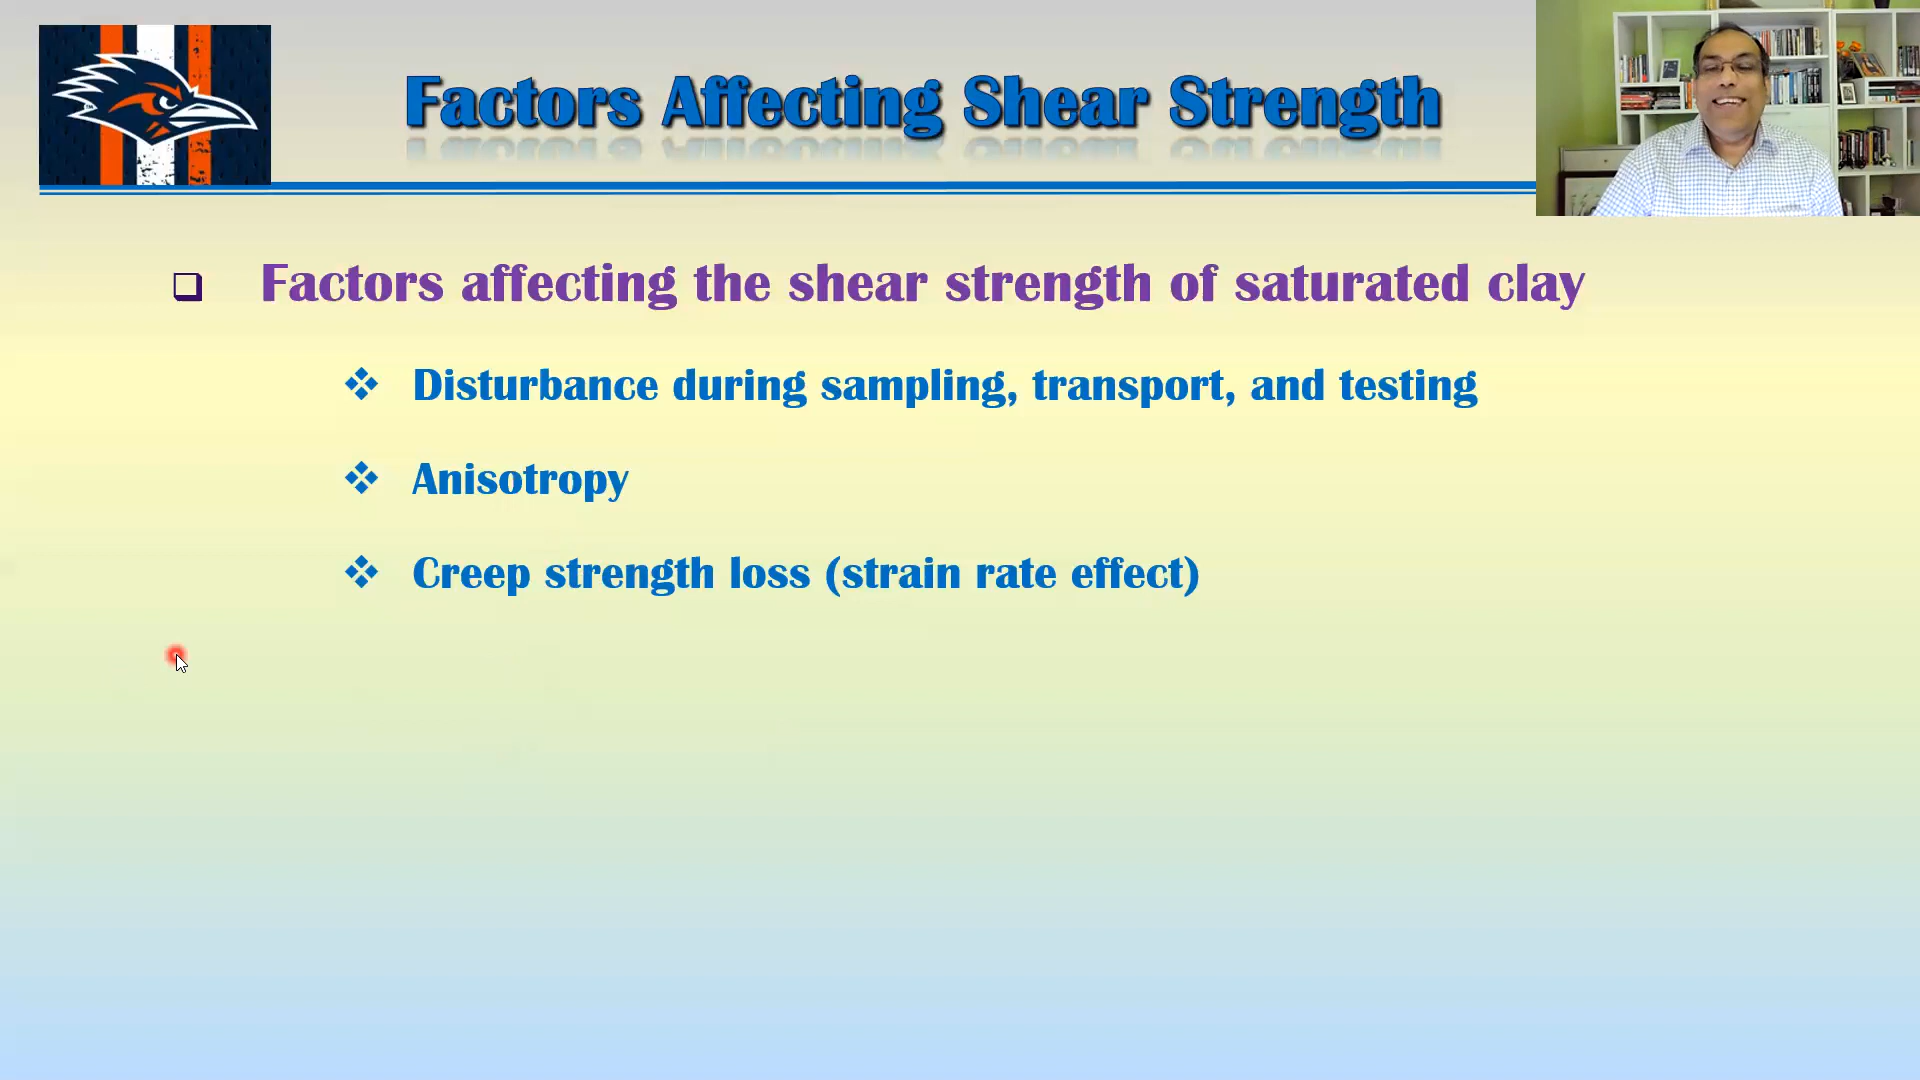 Factors Affecting Shear Strength
Factors affecting the shear strength of saturated clay
Disturbance during sampling, transport, and testing
Anisotropy
Creep strength loss (strain rate effect)